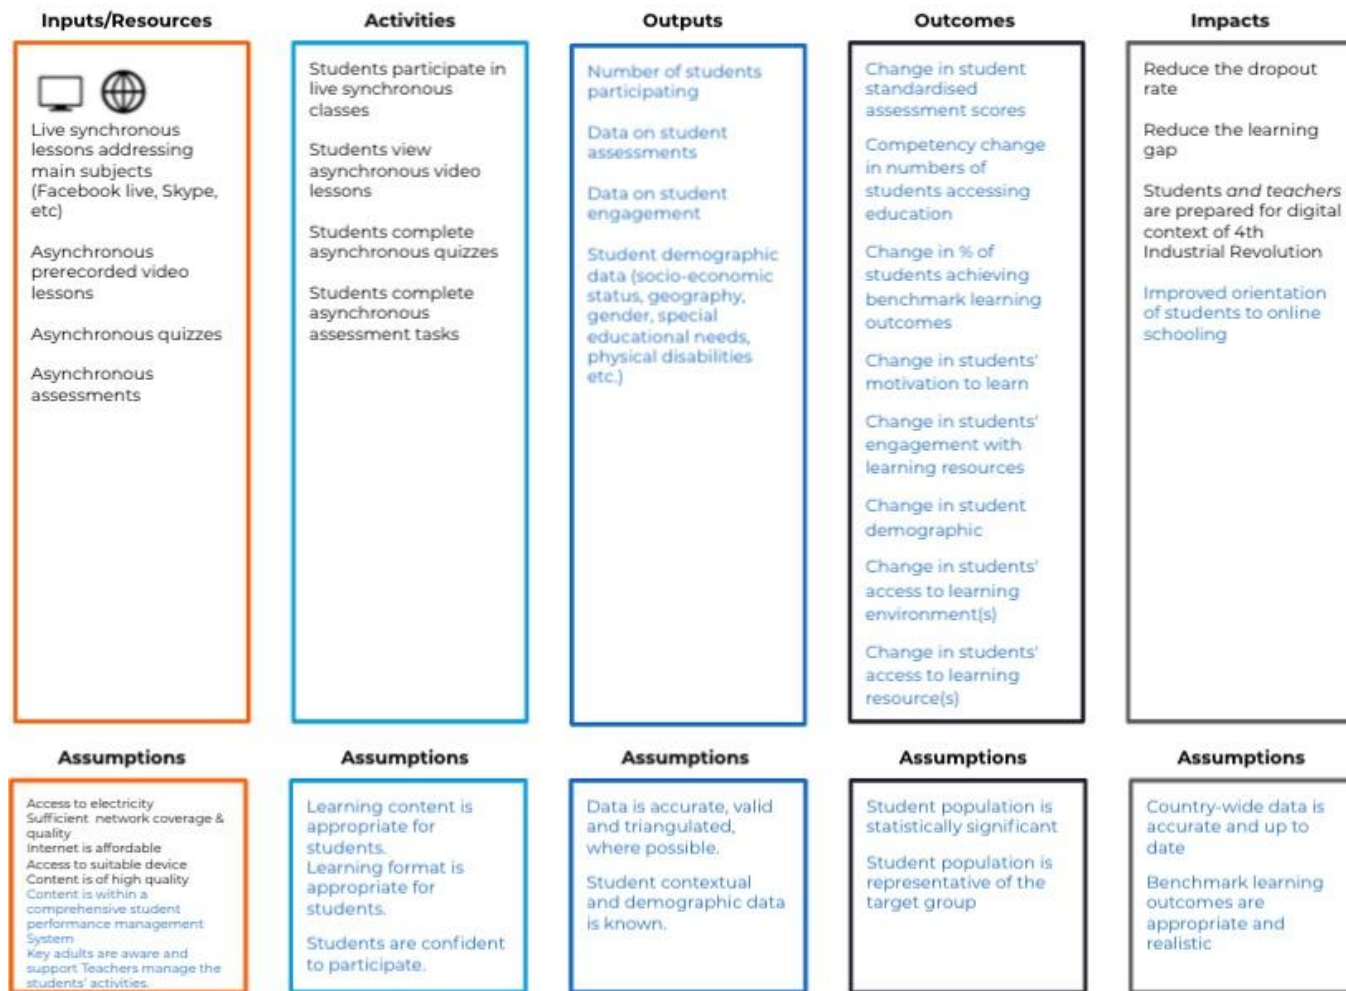 Inputs/Resources
Live synchronous
lessons addressing
main subjects
(Facebook live, Skype,
etc)
Asynchronous
prerecorded video
lessons
Asynchronous quizzes
Asynchronous
assessments
Activities
Students participate in
live synchronous
classes
Students view
asynchronous video
lessons
Students complete
asynchronous quizzes
Students complete
asynchronous
assessment tasks
Outputs
Number of students
participating
Data on student
assessments
Data on student
engagement
Student demographic
data (socio-economic
status, geography,
gender, special
educational needs,
physical disabilities
etc.)
Outcomes
Change in student
standardised
assessment scores
Competency change
in numbers of
students accessing
education
Change in % of
students achieving
benchmark learning
outcomes
Change in students'
motivation to learn
Change in students'
engagement with
learning resources
Change in student
demographic
Change in students'
access to learning
environment(s)
Change in students'
access to learning
resource(s)
Impacts
Reduce the dropout
rate
Reduce the learning
gap
Students and teachers
are prepared for digital
context of 4th
Industrial Revolution
Improved orientation
of students to online
schooling
Assumptions
Access to electricity
Sufficient network coverage &
quality
Internet is affordable
Access to suitable device
Content is of high quality
Content is within a
comprehensive student
performance management
System
Key adults are aware and
support Teachers manage the
students' activities.
Assumptions
Learning content is
appropriate for
students.
Learning format is
appropriate for
students.
Students are confident
to participate.
Assumptions
Data is accurate, valid
and triangulated,
where possible.
Student contextual
and demographic data
is known.
Assumptions
Student population is
statistically significant
Student population is
representative of the
target group
Assumptions
Country-wide data is
accurate and up to
date
Benchmark learning
outcomes are
appropriate and
realistic